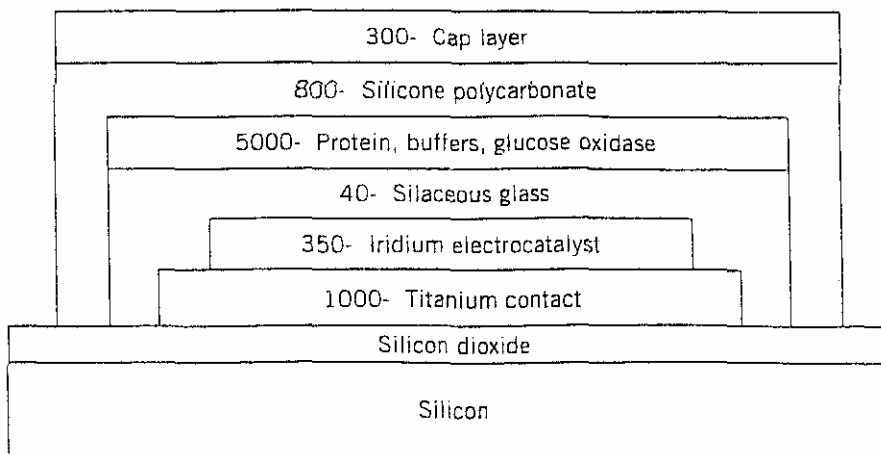 300- Cap layer
800- Silicone polycarbonate
5000- Protein, buffers, glucose oxidase
40- Silaceous glass
350- Iridium electrocatalyst
1000- Titanium contact
Silicon dioxide
Silicon